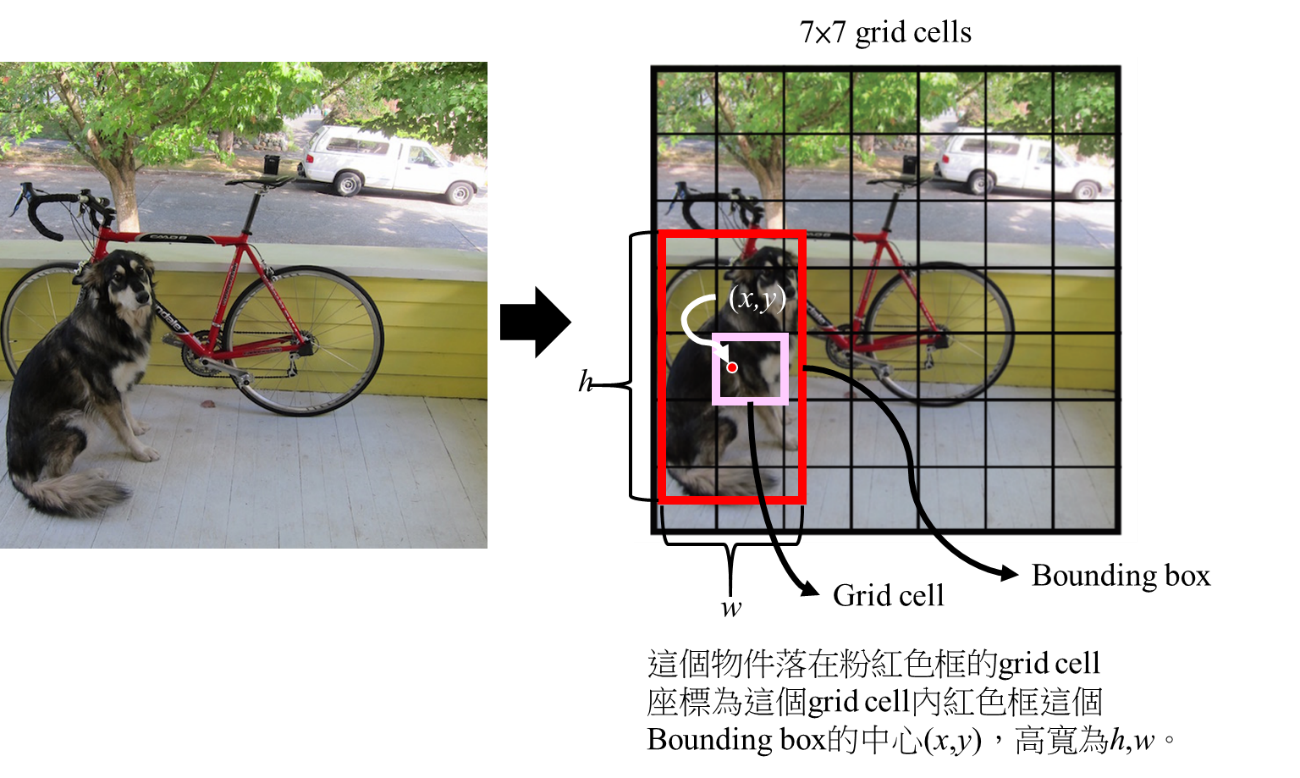 7×7 grid cells
(x,y)
h
w
Bounding box
Grid cell
這個物件落在粉紅色框的grid cell
座標為這個grid cell內紅色框這個
Bounding box的中心(x,y)，高寬為h,w。